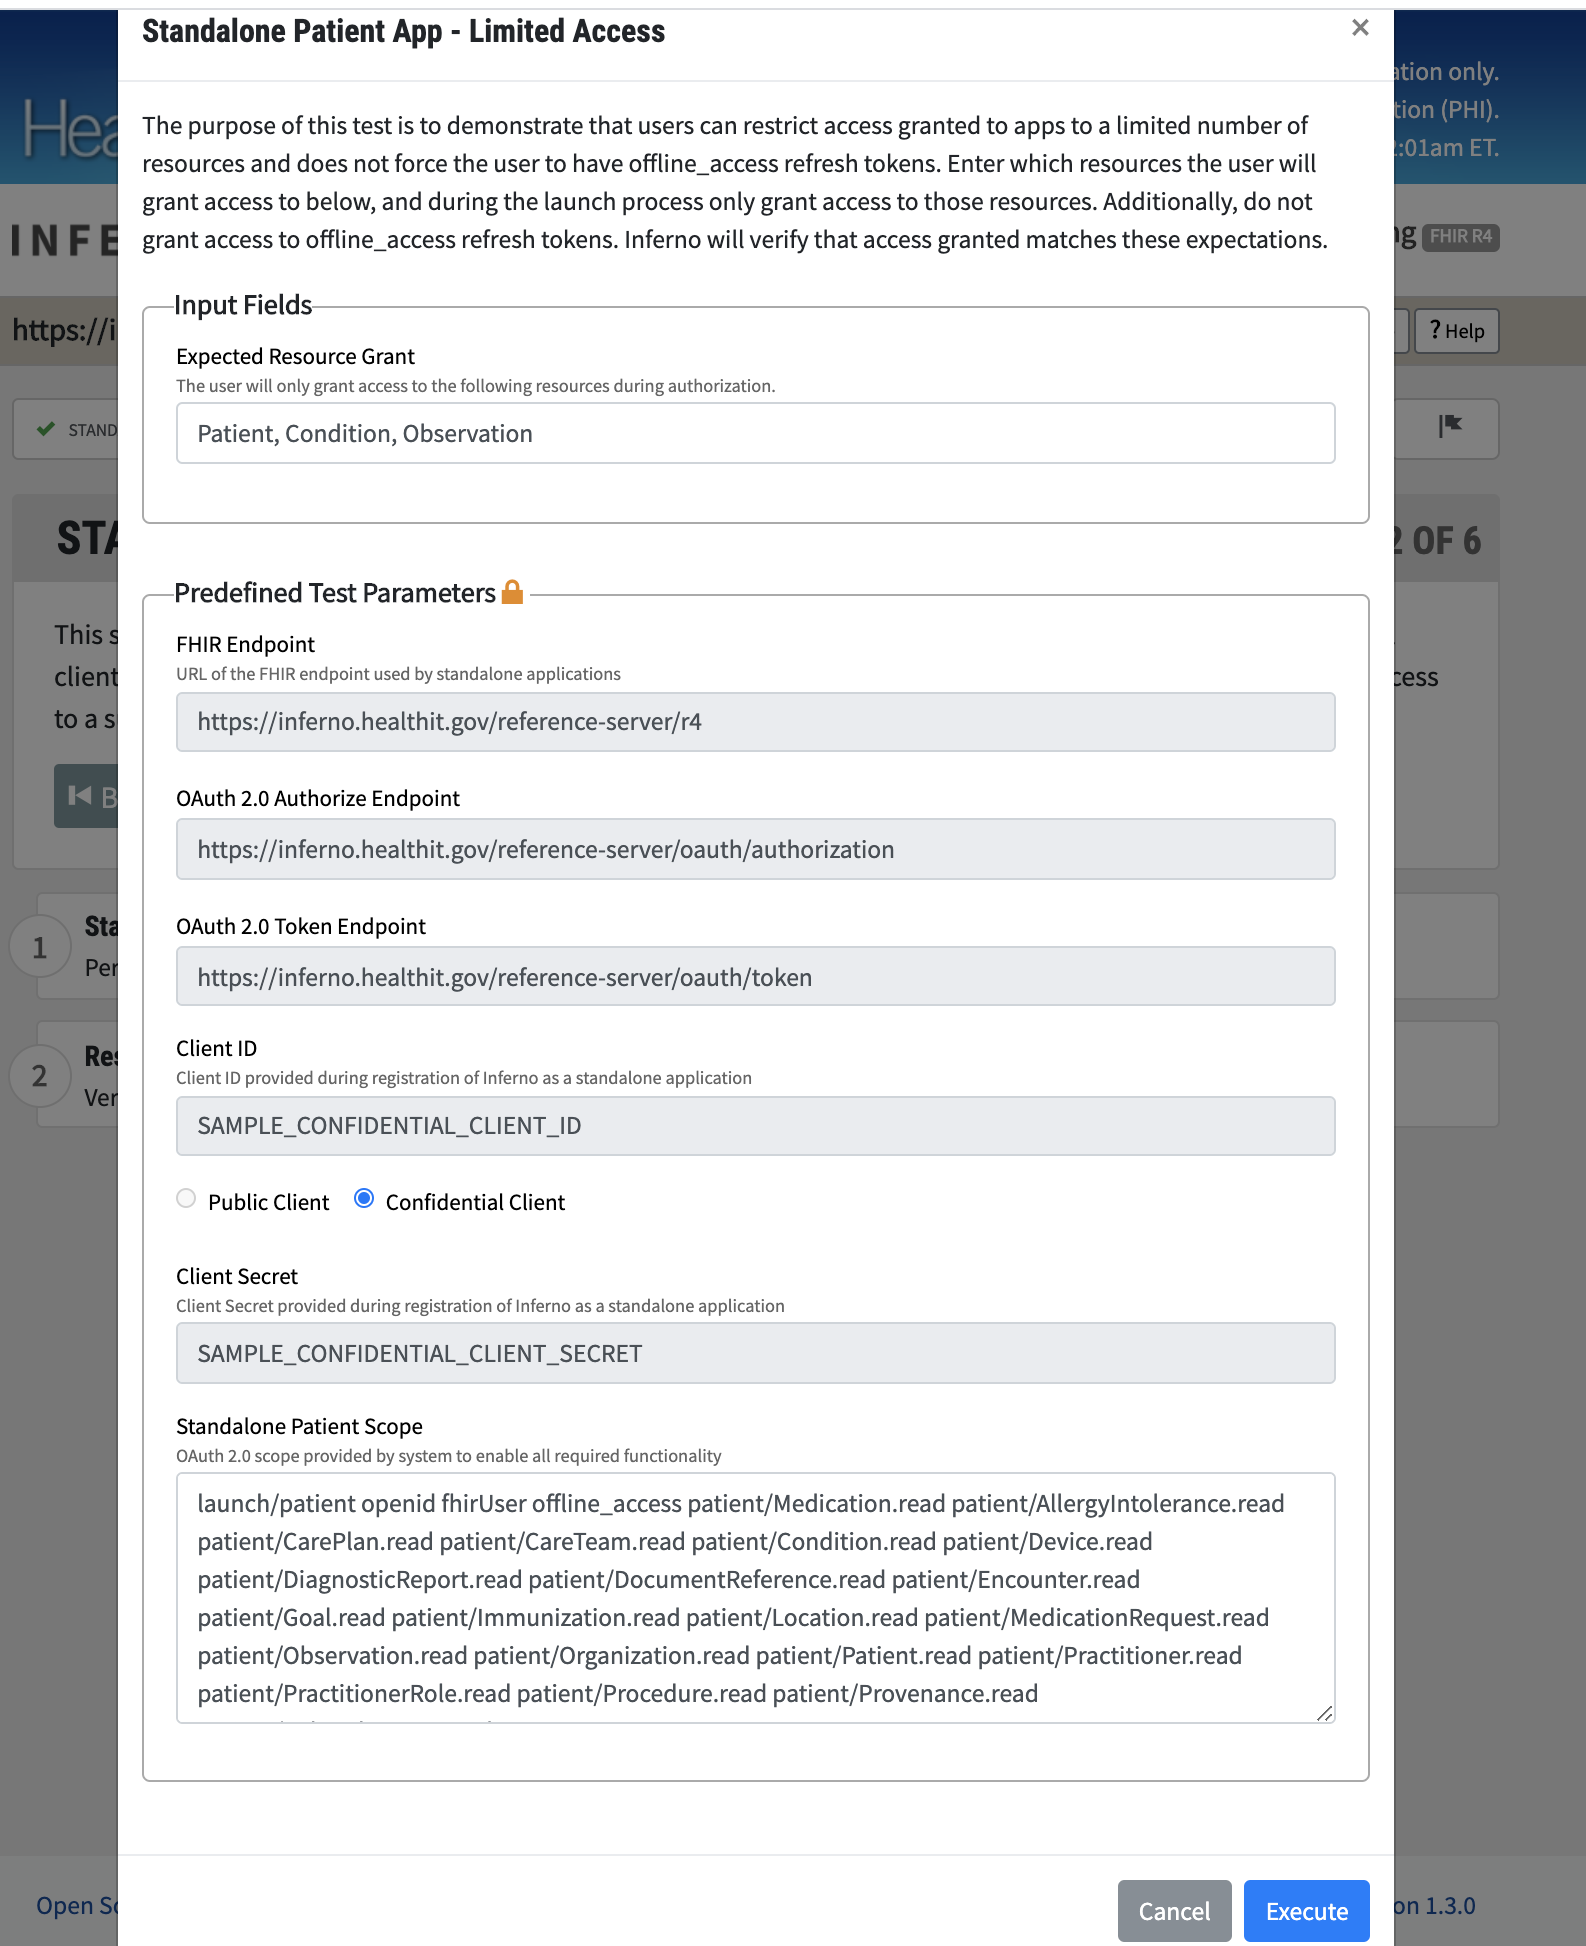 Standalone Patient App - Limited Access
×
ation only.
tion (PHI).
2:01am ET.
Hea
The purpose of this test is to demonstrate that users can restrict access granted to apps to a limited number of
resources and does not force the user to have offline_access refresh tokens. Enter which resources the user will
grant access to below, and during the launch process only grant access to those resources. Additionally, do not
grant access to offline_access refresh tokens. Inferno will verify that access granted matches these expectations.
INFE
ng FHIR R4
Input Fields
https://i
? Help
Expected Resource Grant
The user will only grant access to the following resources during authorization.
Patient, Condition, Observation
STAND
STA
2 OF 6
Predefined Test Parameters
This s
client
cess
to a s
B
FHIR Endpoint
URL of the FHIR endpoint used by standalone applications
https://inferno.healthit.gov/reference-server/r4
OAuth 2.0 Authorize Endpoint
https://inferno.healthit.gov/reference-server/oauth/authorization
1
Sta
Per
OAuth 2.0 Token Endpoint
https://inferno.healthit.gov/reference-server/oauth/token
2
Res
Ver
Client ID
Client ID provided during registration of Inferno as a standalone application
SAMPLE_CONFIDENTIAL_CLIENT_ID
Public Client Confidential Client
Client Secret
Client Secret provided during registration of Inferno as a standalone application
SAMPLE_CONFIDENTIAL_CLIENT_SECRET
Standalone Patient Scope
OAuth 2.0 scope provided by system to enable all required functionality
launch/patient openid fhirUser offline_access patient/Medication.read patient/AllergyIntolerance.read
patient/CarePlan.read patient/CareTeam.read patient/Condition.read patient/Device.read
patient/DiagnosticReport.read patient/DocumentReference.read patient/Encounter.read
patient/Goal.read patient/Immunization.read patient/Location.read patient/MedicationRequest.read
patient/Observation.read patient/Organization.read patient/Patient.read patient/Practitioner.read
patient/PractitionerRole.read patient/Procedure.read patient/Provenance.read
Open So
on 1.3.0
Cancel
Execute